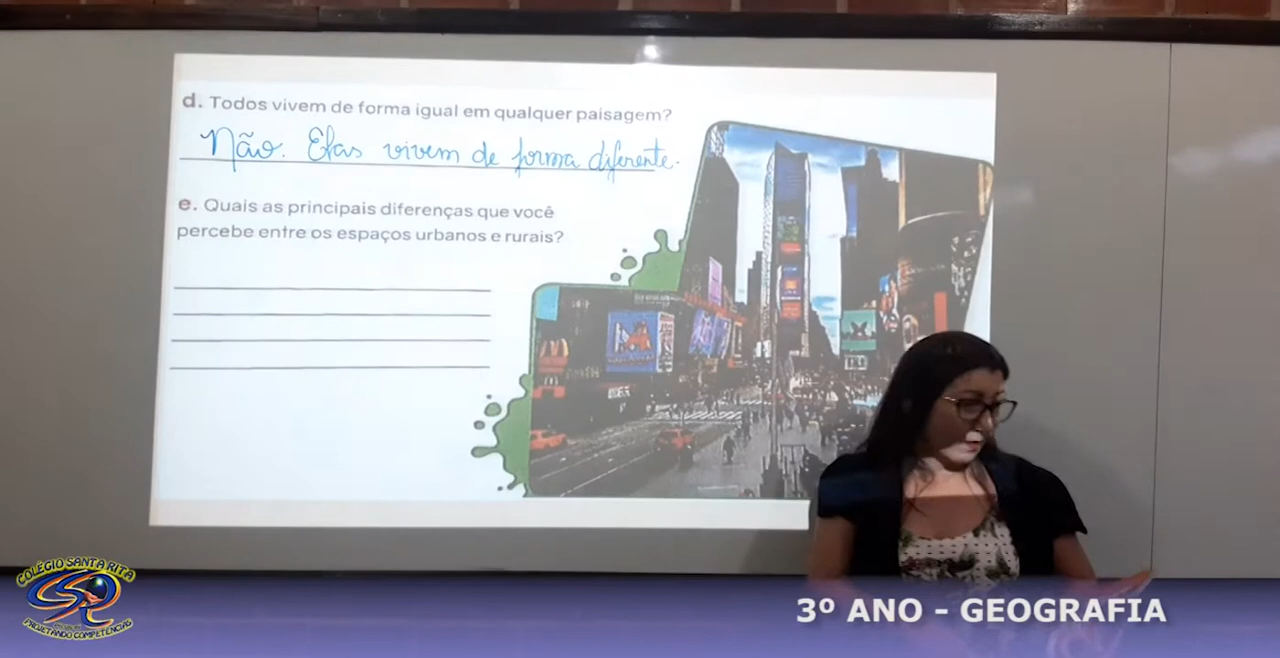 d. Todos vivem de forma igual em qualquer paisagem?
Não. Elas vivem de forma diferente.
e. Quais as principais diferenças que você
percebe entre os espaços urbanos e rurais?
COLÉGIO SANTA RITA
PROJETANDO COMPETÊNCIAS
3º ANO - GEOGRAFIA